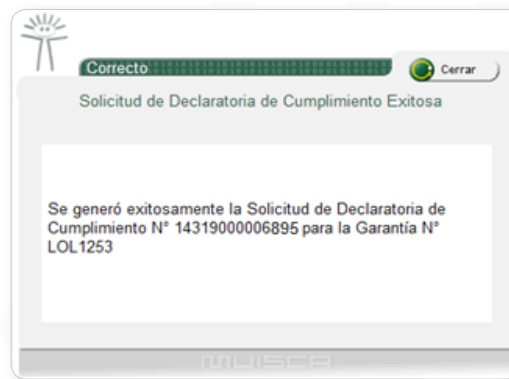 Correcto
Cerrar
Solicitud de Declaratoria de Cumplimiento Exitosa
Se generó exitosamente la Solicitud de Declaratoria de
Cumplimiento N° 14319000006895 para la Garantía N°
LOL1253
MUISCA